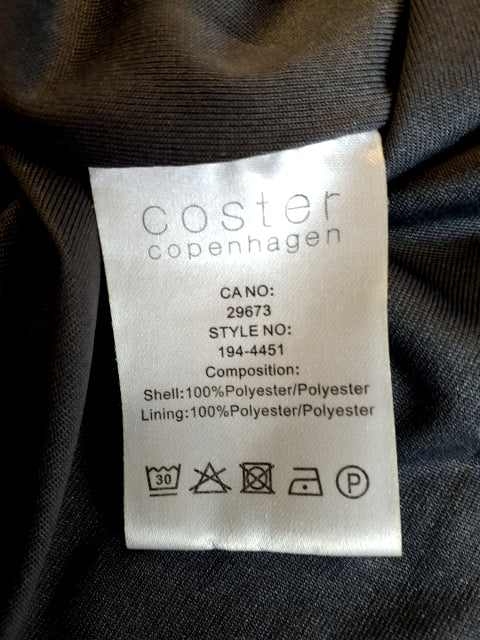 coster
copenhagen
CA NO:
29673
STYLE NO:
194-4451
Composition:
Shell:100%Polyester/Polyester
Lining:100%Polyester/Polyester
30 P